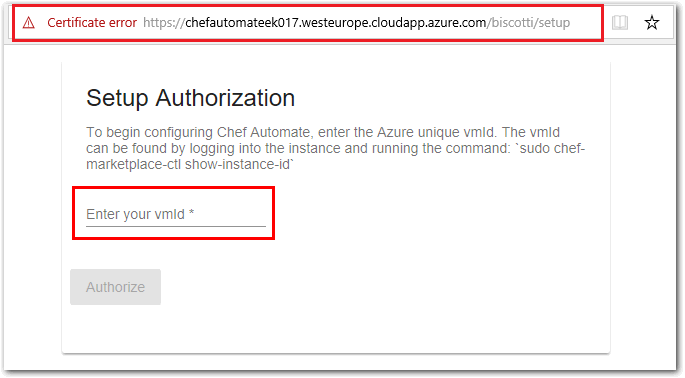 Certificate error https://chefautomateek017.westeurope.cloudapp.azure.com/biscotti/setup
Setup Authorization
To begin configuring Chef Automate, enter the Azure unique vmId. The vmId
can be found by logging into the instance and running the command: `sudo chef-
marketplace-ctl show-instance-id`
Enter your vmId *
Authorize